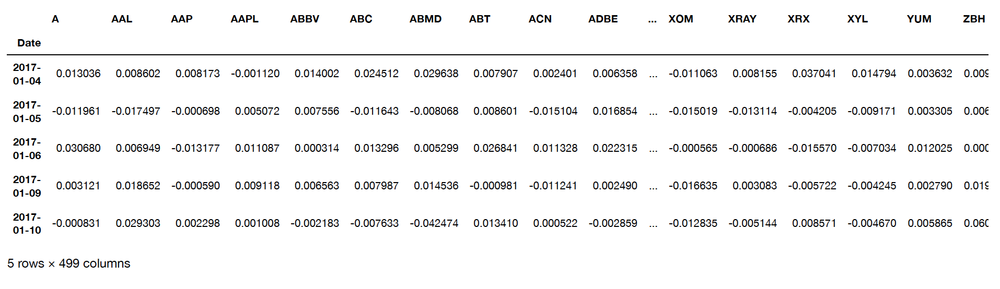 A AAL AAP AAPL ABBV ABC ABMD ABT ACN ADBE ... XOM XRAY XRX XYL YUM ZBH
Date
2017-01-04 0.013036 0.008602 0.008173 -0.001120 0.014002 0.024512 0.029638 0.007907 0.002401 0.006358 ... -0.011063 0.008155 0.037041 0.014794 0.003632 0.009
2017-01-05 -0.011961 -0.017497 -0.000698 0.005072 0.007556 -0.011643 -0.008068 0.008601 -0.015104 0.016854 ... -0.015019 -0.013114 -0.004205 -0.009171 0.003305 0.006
2017-01-06 0.030680 0.006949 -0.013177 0.011087 0.000314 0.013296 0.005299 0.026841 0.011328 0.022315 ... -0.000565 -0.000686 -0.015570 -0.007034 0.012025 0.000
2017-01-09 0.003121 0.018652 -0.000590 0.009118 0.006563 0.007987 0.014536 -0.000981 -0.011241 0.002490 ... -0.016635 0.003083 -0.005722 -0.004245 0.002790 0.019
2017-01-10 -0.000831 0.029303 0.002298 0.001008 -0.002183 -0.007633 -0.042474 0.013410 0.000522 -0.002859 ... -0.012835 -0.005144 0.008571 -0.004670 0.005865 0.060
5 rows × 499 columns